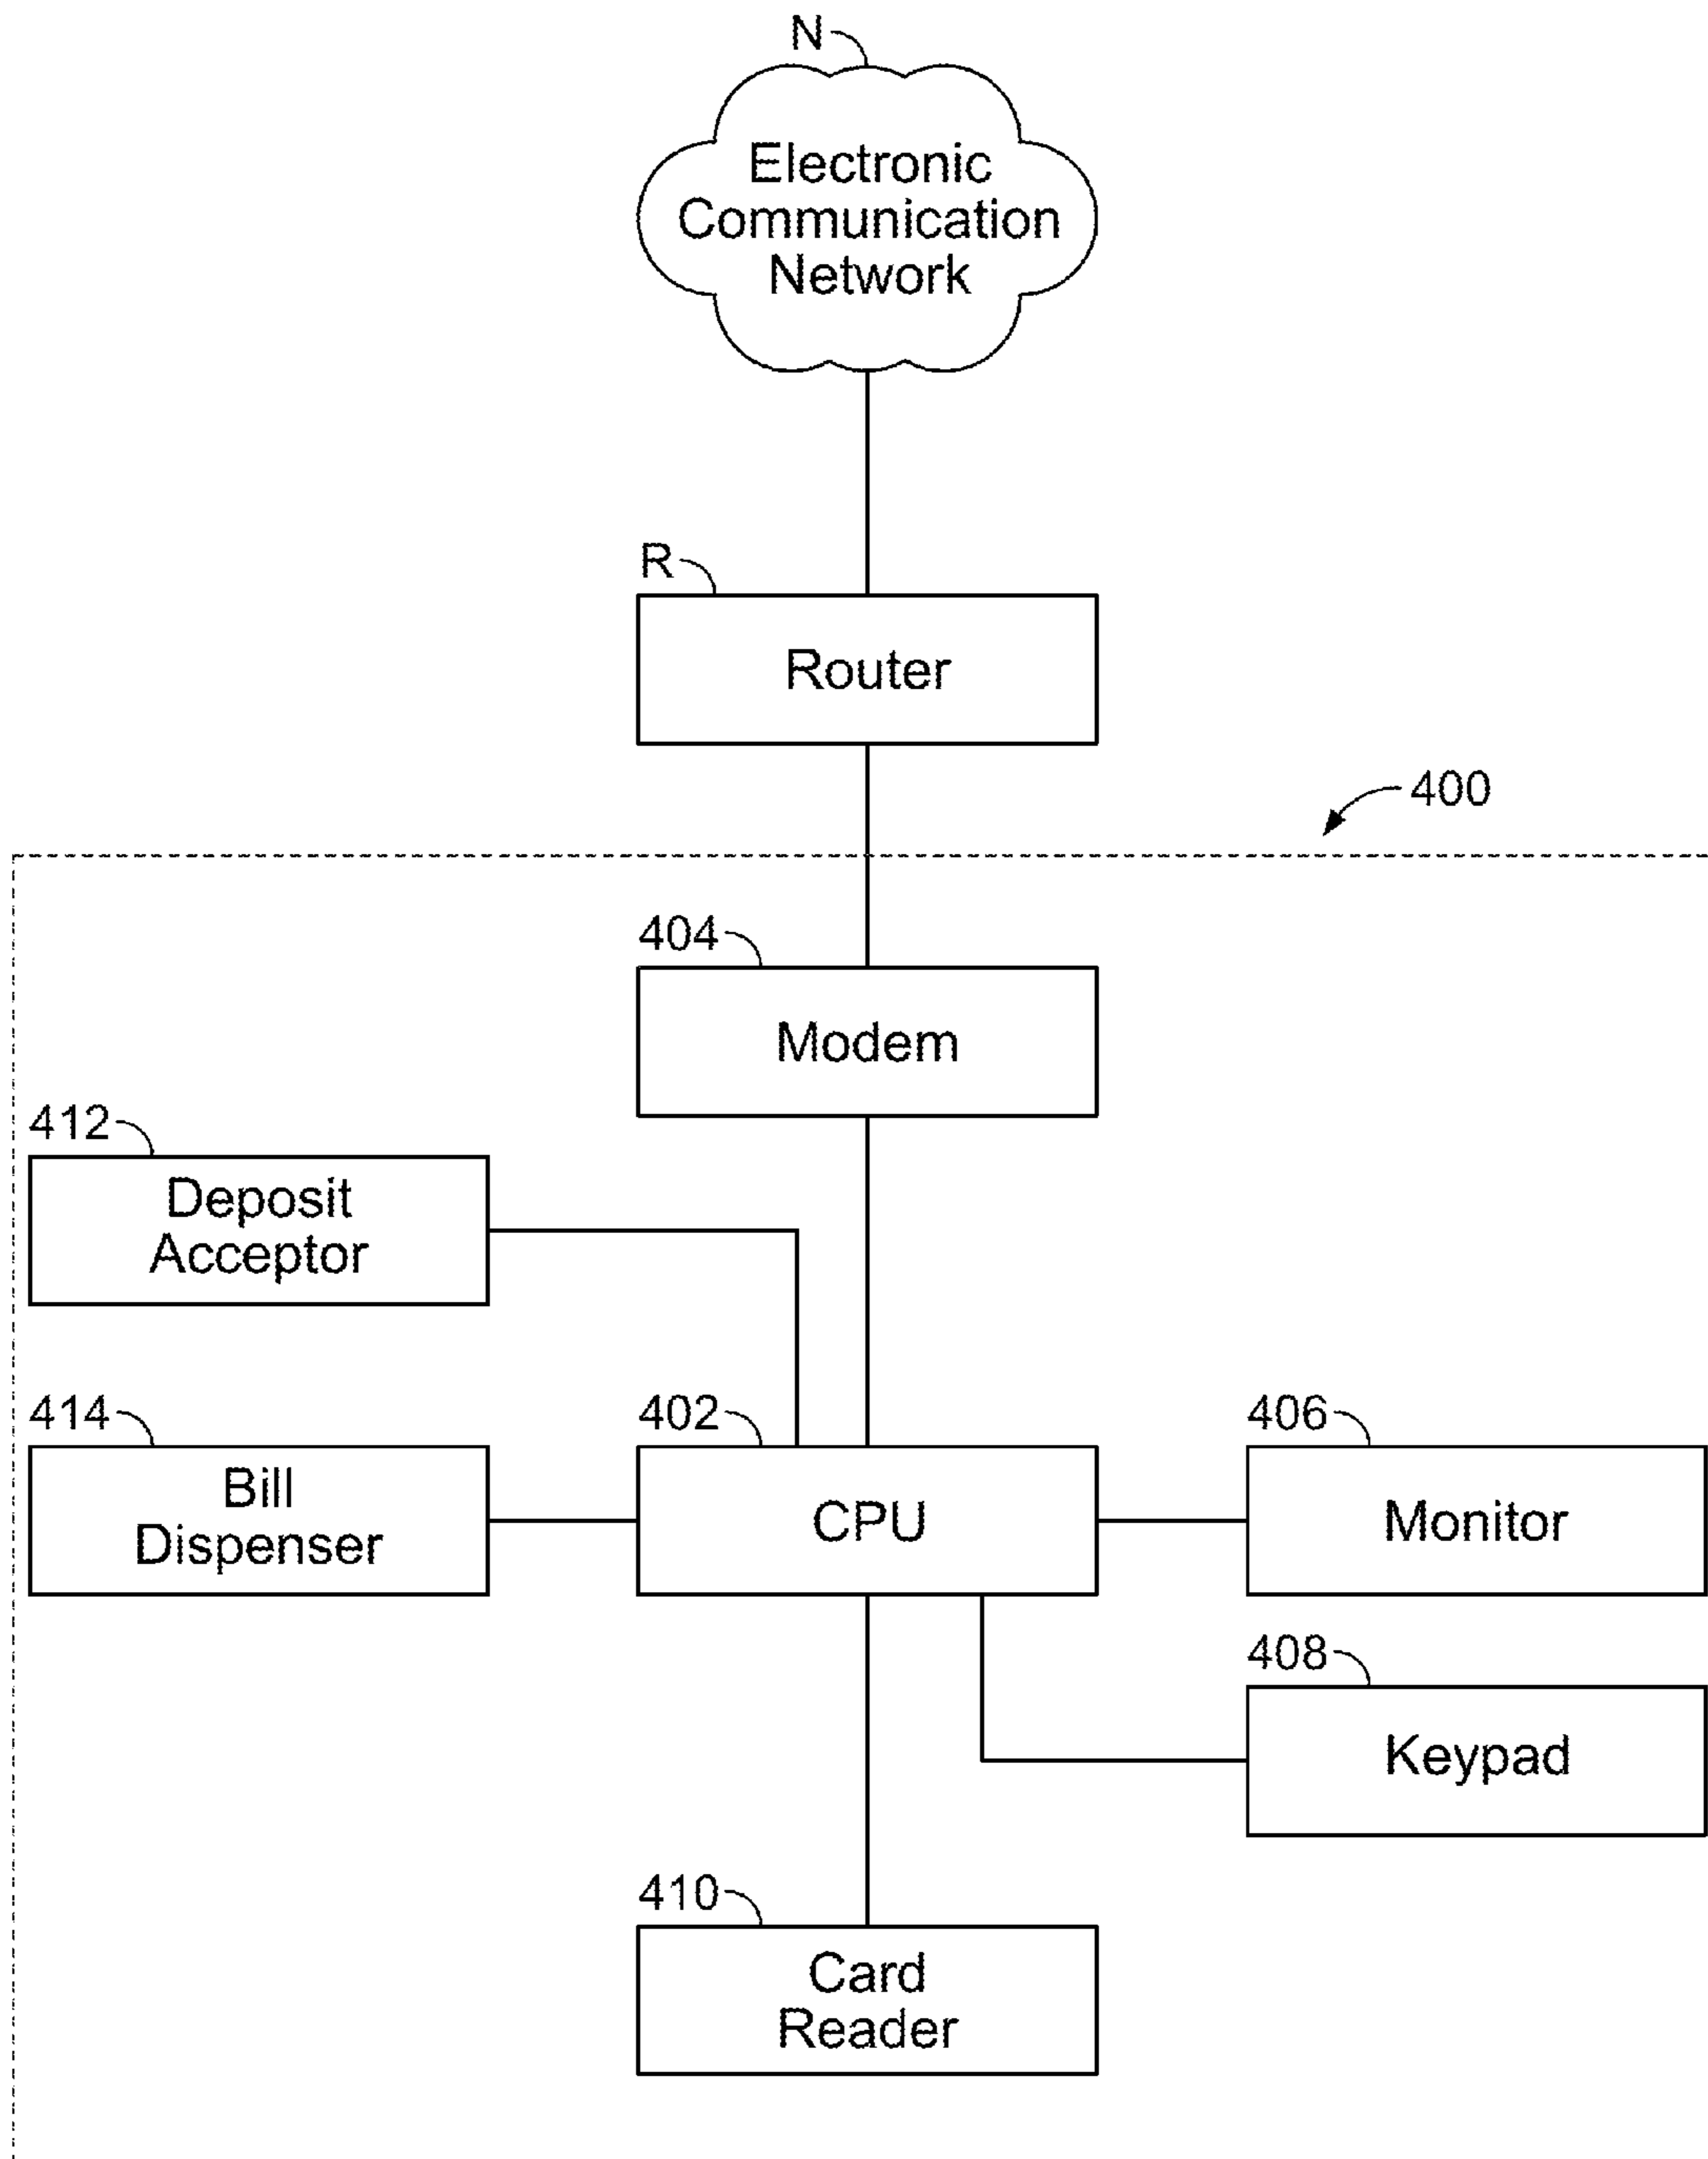 N
Electronic
Communication
Network
R
Router
400
404
Modem
412
Deposit
Acceptor
414
Bill
Dispenser
402
CPU
406
Monitor
408
Keypad
410
Card
Reader